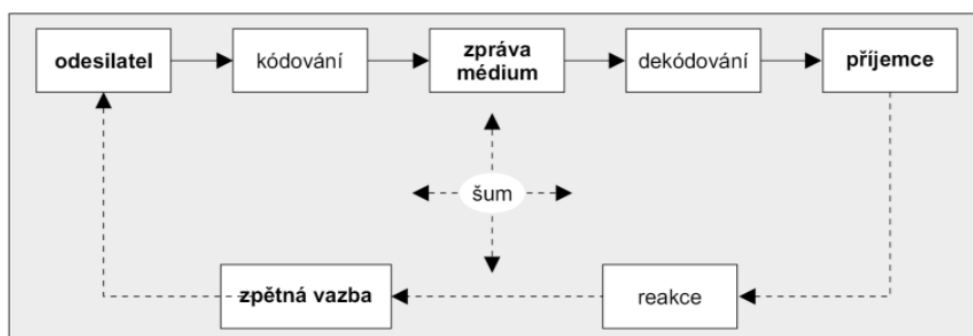 odesilatel
kódování
zpráva
médium
dekódování
příjemce
šum
zpětná vazba
reakce